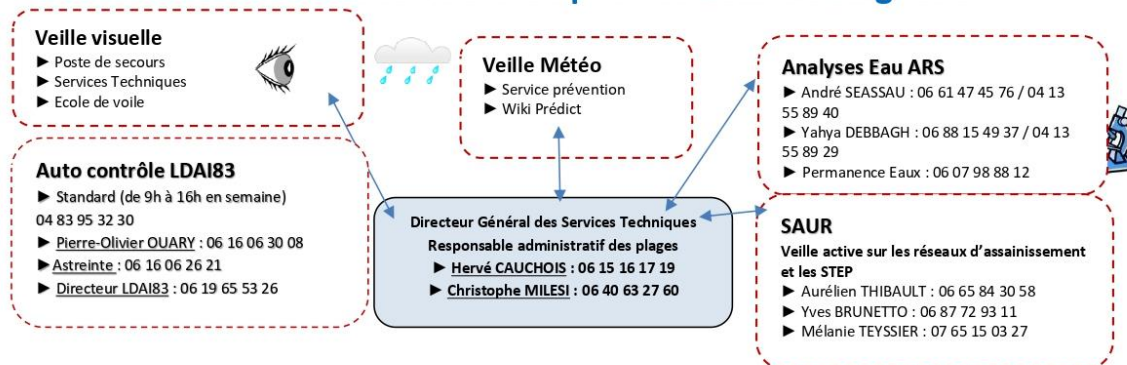 Veille visuelle
► Poste de secours
► Services Techniques
► Ecole de voile
Veille Météo
► Service prévention
► Wiki Prédict
Analyses Eau ARS
► André SEASSAU : 06 61 47 45 76 / 04 13
55 89 40
► Yahya DEBBAGH : 06 88 15 49 37 / 04 13
55 89 29
► Permanence Eaux : 06 07 98 88 12
Auto contrôle LDAI83
► Standard (de 9h à 16h en semaine)
04 83 95 32 30
► Pierre-Olivier OUARY : 06 16 06 30 08
►Astreinte : 06 16 06 26 21
► Directeur LDAI83 : 06 19 65 53 26
Directeur Général des Services Techniques
Responsable administratif des plages
► Hervé CAUCHOIS : 06 15 16 17 19
► Christophe MILESI : 06 40 63 27 60
SAUR
Veille active sur les réseaux d'assainissement
et les STEP
► Aurélien THIBAULT : 06 65 84 30 58
► Yves BRUNETTO : 06 87 72 93 11
► Mélanie TEYSSIER : 07 65 15 03 27